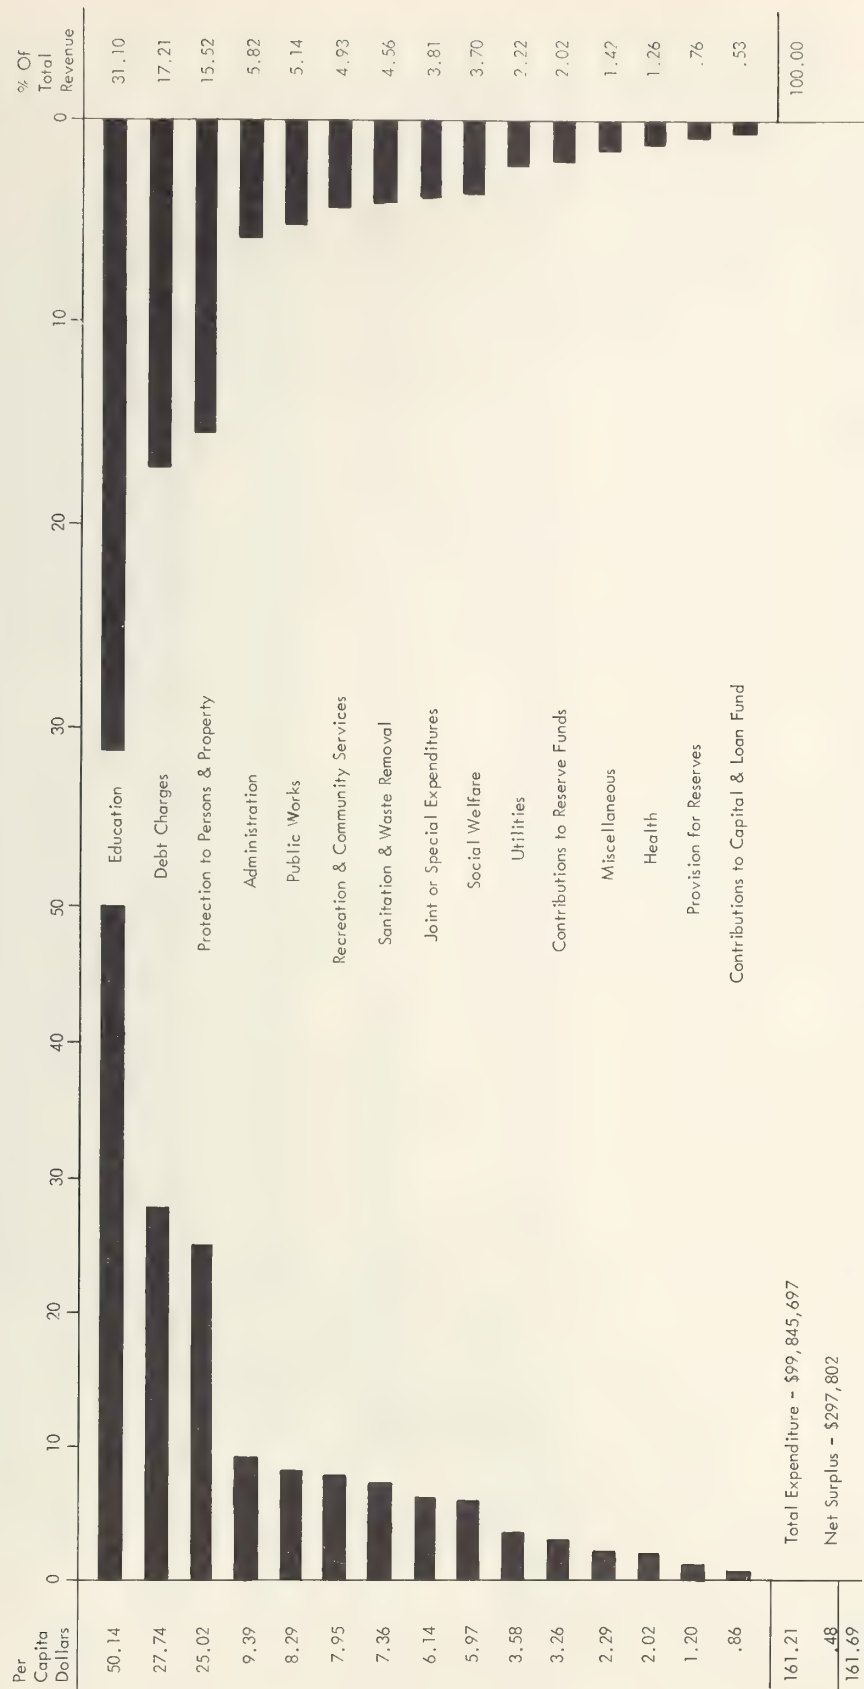 Per
Capita
Dollars
0
10
20
30
40
50
30
20
10
0
% Of
Total
Revenue
50.14 Education 31.10
27.74 Debt Charges 17.21
25.02 Protection to Persons & Property 15.52
9.39 Administration 5.82
8.29 Public Works 5.14
7.95 Recreation & Community Services 4.93
7.36 Sanitation & Waste Removal 4.56
6.14 Joint or Special Expenditures 3.81
5.97 Social Welfare 3.70
3.58 Utilities 2.22
3.26 Contributions to Reserve Funds 2.02
2.29 Miscellaneous 1.42
2.02 Health 1.26
1.20 Provision for Reserves .76
.86 Contributions to Capital & Loan Fund .53
161.21 Total Expenditure - $99,845,697 100.00
.48 Net Surplus - $297,802
161.69